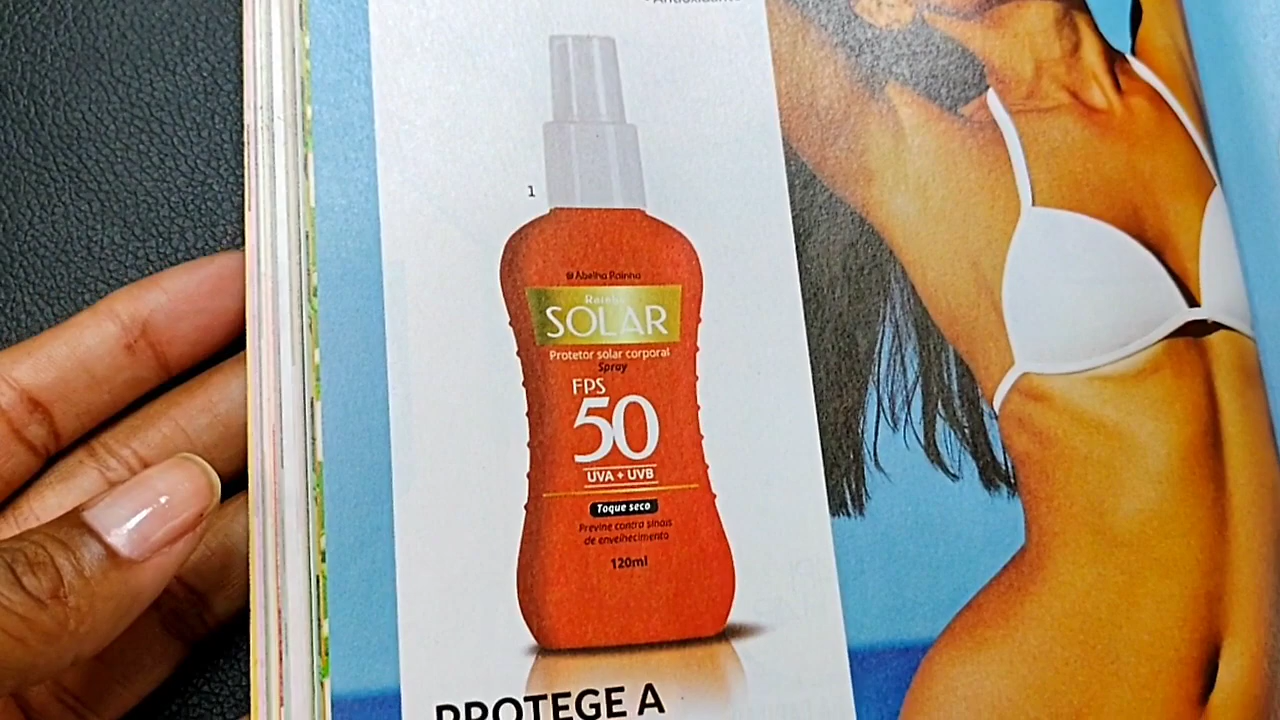 Antioxidante
1
Abelha Rainha
SOLAR
Protetor solar corporal
Spray
FPS
50
UVA + UVB
Toque seco
Previne contra sinais
de envelhecimento
120ml
PROTEGE A